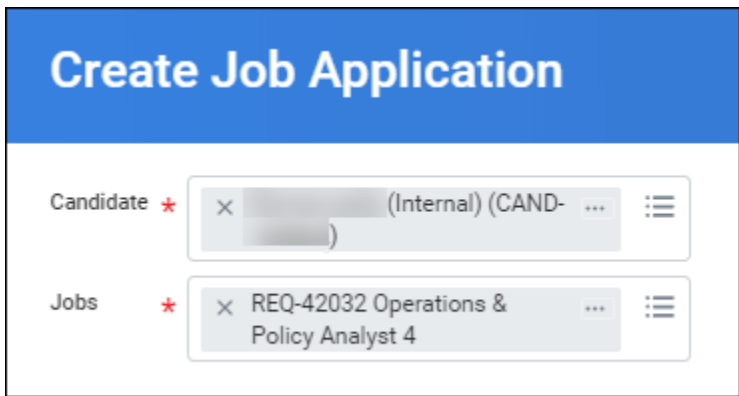 Create Job Application
Candidate *
× (Internal) (CAND- ...
)
Jobs *
× REQ-42032 Operations & ...
Policy Analyst 4